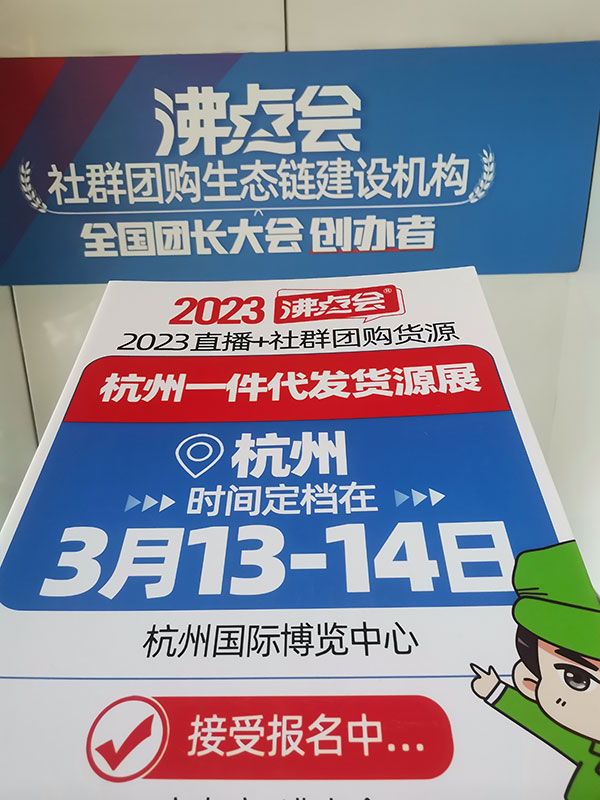 沸点会
社群团购生态链建设机构
全国团长大会 创办者
2023 沸点会®
2023直播+社群团购货源
杭州一件代发货源展
杭州
时间定档在
3月13-14日
杭州国际博览中心
接受报名中...